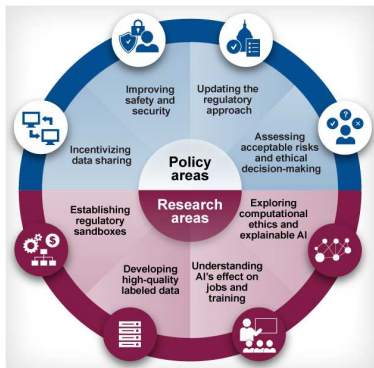 Improving
safety and
security
Updating the
regulatory
approach
Incentivizing
data sharing
Assessing
acceptable risks
and ethical
decision-making
Policy
areas
Research
areas
Establishing
regulatory
sandboxes
Exploring
computational
ethics and
explainable AI
Developing
high-quality
labeled data
Understanding
AI's effect on
jobs and
training